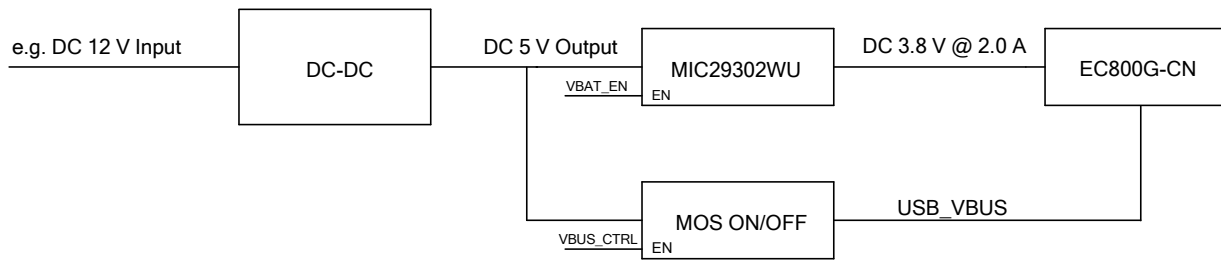 e.g. DC 12 V Input
DC-DC
DC 5 V Output
MIC29302WU
DC 3.8 V @ 2.0 A
EC800G-CN
VBAT_EN
EN
MOS ON/OFF
USB_VBUS
VBUS_CTRL
EN